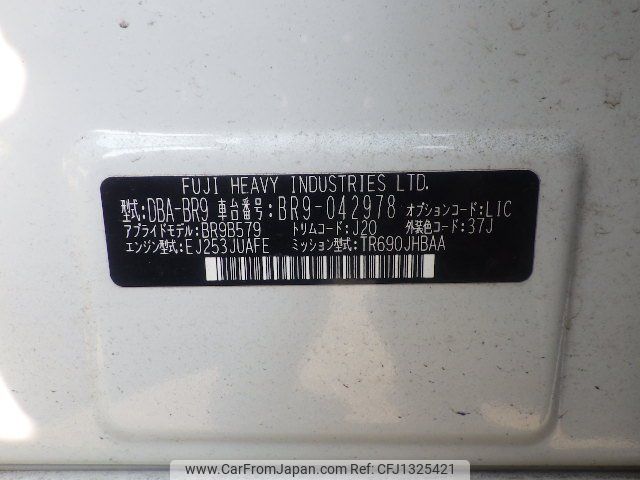 FUJI HEAVY INDUSTRIES LTD.
型式:DBA-BR9 車台番号:BR9-042978 オプションコード:LIC
アプライドモデル:BR9B579 トリムコード:J20 外装色コード:37J
エンジン型式:EJ253JUAFE ミッション型式:TR690JHBAA
www.CarFromJapan.com - CFJ1325421